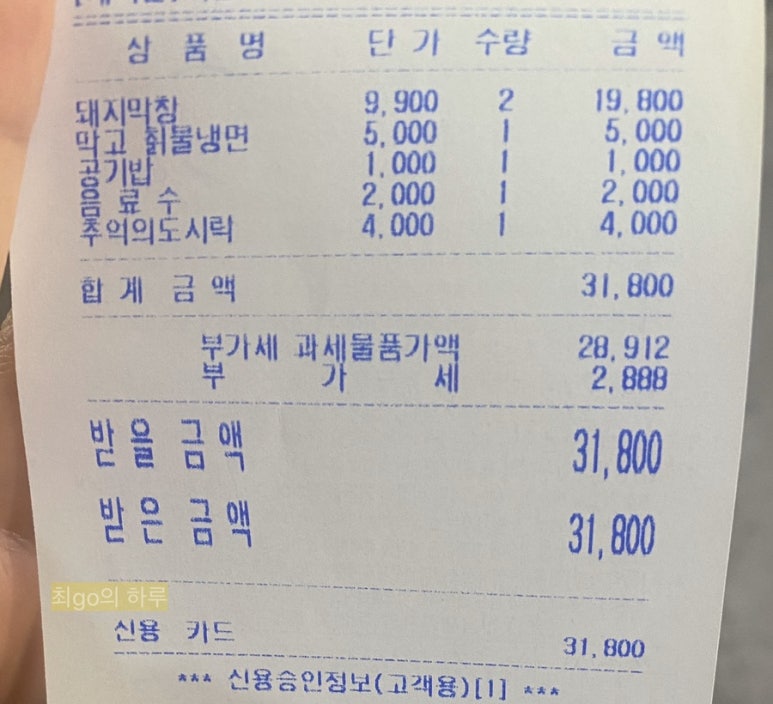 상 품 명 단 가 수량 금 액
돼지막창 9,900 2 19,800
막고 칡물냉면 5,000 1 5,000
공기밥 1,000 1 1,000
음 료 수 2,000 1 2,000
추억의도시락 4,000 1 4,000
합 계 금 액 31,800
부가세 과세물품가액 28,912
부 가 세 2,888
받을 금액 31,800
받은 금액 31,800
최go의 하루
신용 카드 31,800
*** 신용승인정보(고객용)[1] ***